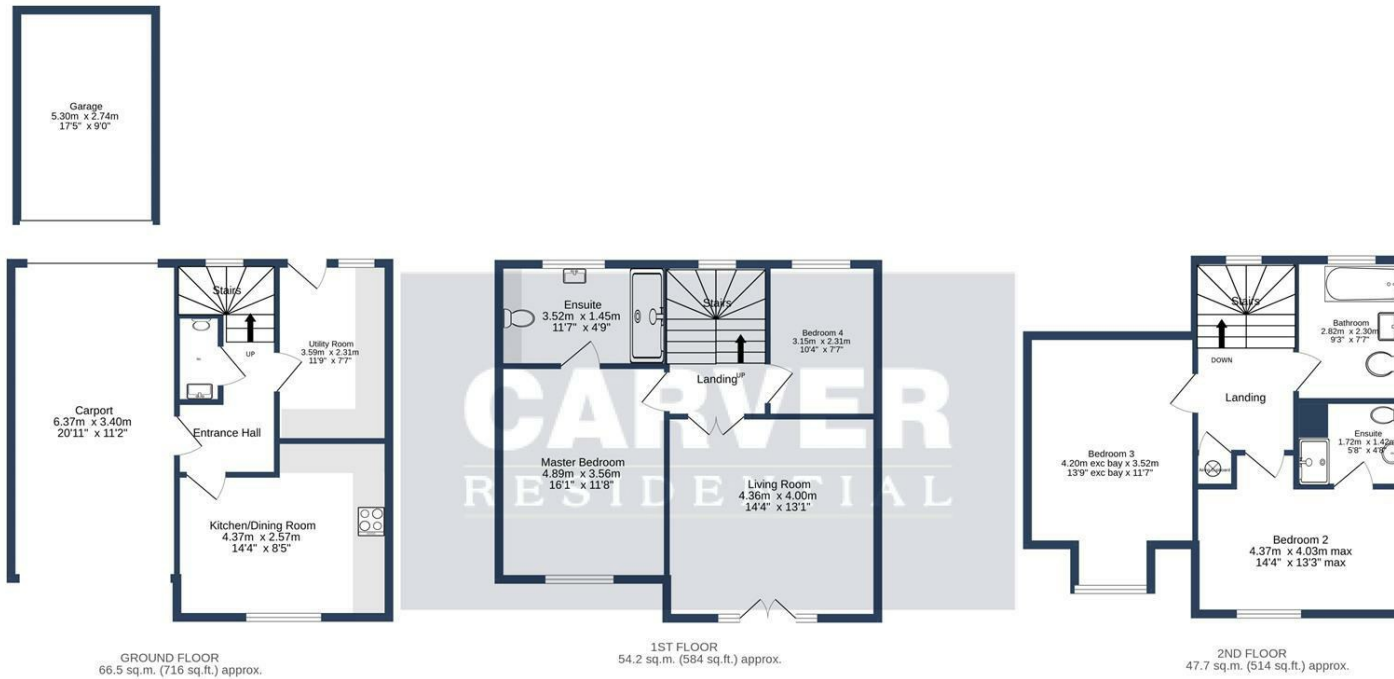 Garage
5.30m x 2.74m
17'5" x 9'0"
Carport
6.37m x 3.40m
20'11" x 11'2"
Stairs
UP
Utility Room
3.59m x 2.31m
11'9" x 7'7"
Entrance Hall
Kitchen/Dining Room
4.37m x 2.57m
14'4" x 8'5"
GROUND FLOOR
66.5 sq.m. (716 sq.ft.) approx.
CARVER
RESIDENTIAL
Ensuite
3.52m x 1.45m
11'7" x 4'9"
Stairs
UP
Landing
Bedroom 4
3.15m x 2.31m
10'4" x 7'7"
Master Bedroom
4.89m x 3.56m
16'1" x 11'8"
Living Room
4.36m x 4.00m
14'4" x 13'1"
1ST FLOOR
54.2 sq.m. (584 sq.ft.) approx.
Stairs
DOWN
Landing
Bathroom
2.82m x 2.30m
9'3" x 7'7"
Ensuite
1.72m x 1.42m
5'8" x 4'8"
Bedroom 3
4.20m exc bay x 3.52m
13'9" exc bay x 11'7"
Bedroom 2
4.37m x 4.03m max
14'4" x 13'3" max
2ND FLOOR
47.7 sq.m. (514 sq.ft.) approx.